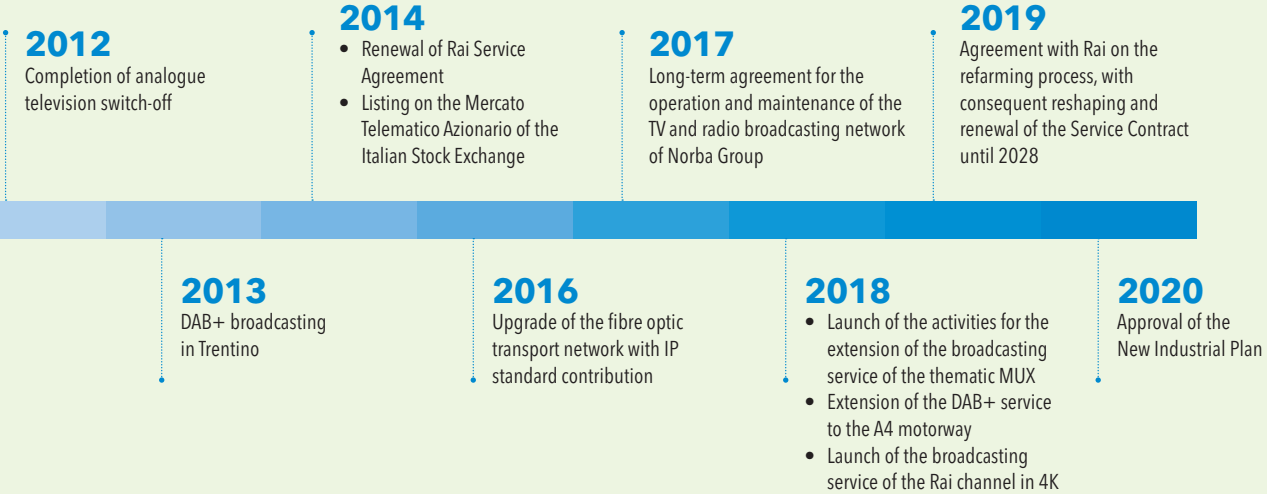 2012
Completion of analogue
television switch-off
2014
• Renewal of Rai Service
Agreement
• Listing on the Mercato
Telematico Azionario of the
Italian Stock Exchange
2017
Long-term agreement for the
operation and maintenance of the
TV and radio broadcasting network
of Norba Group
2019
Agreement with Rai on the
refarming process, with
consequent reshaping and
renewal of the Service Contract
until 2028
2013
DAB+ broadcasting
in Trentino
2016
Upgrade of the fibre optic
transport network with IP
standard contribution
2018
• Launch of the activities for the
extension of the broadcasting
service of the thematic MUX
• Extension of the DAB+ service
to the A4 motorway
• Launch of the broadcasting
service of the Rai channel in 4K
2020
Approval of the
New Industrial Plan